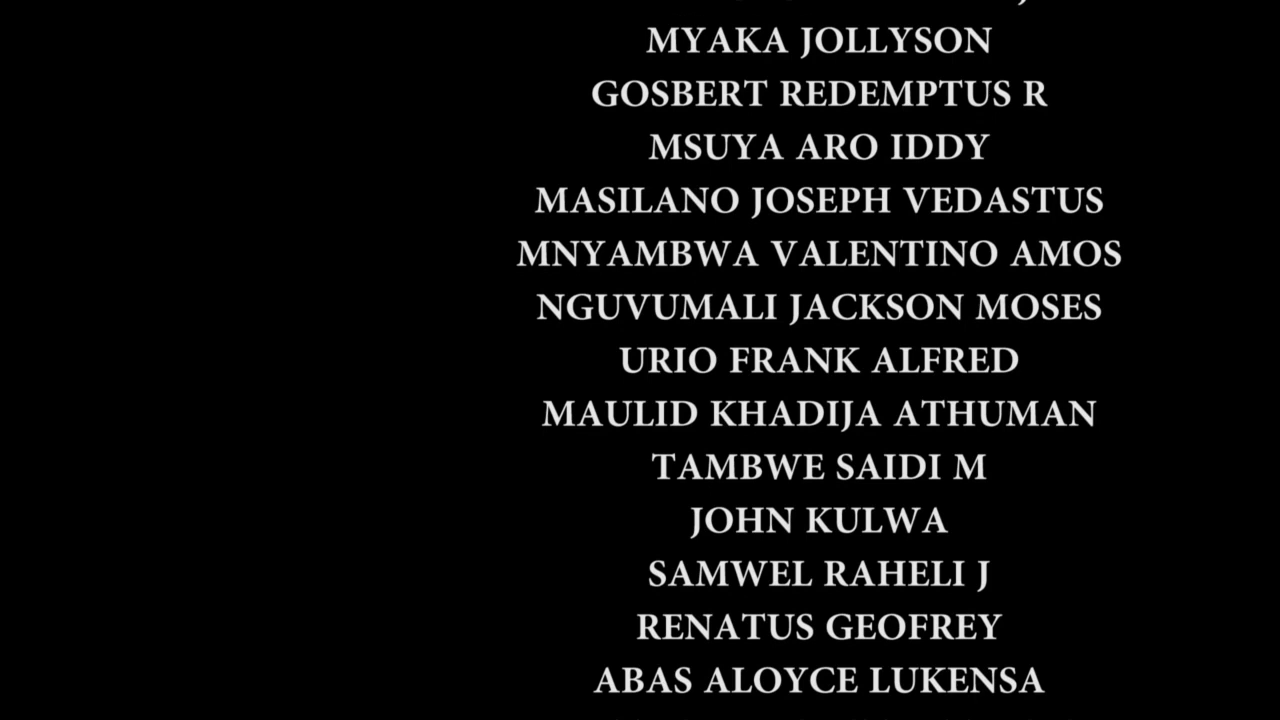 MYAKA JOLLYSON
GOSBERT REDEMPTUS R
MSUYA ARO IDDY
MASILANO JOSEPH VEDASTUS
MNYAMBWA VALENTINO AMOS
NGUVUMALI JACKSON MOSES
URIO FRANK ALFRED
MAULID KHADIJA ATHUMAN
TAMBWE SAIDI M
JOHN KULWA
SAMWEL RAHELI J
RENATUS GEOFREY
ABAS ALOYCE LUKENSA